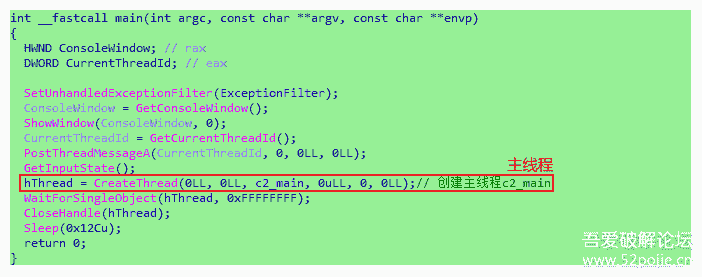 int __fastcall main(int argc, const char **argv, const char **envp)
{
HWND ConsoleWindow; // rax
DWORD CurrentThreadId; // eax
SetUnhandledExceptionFilter(ExceptionFilter);
ConsoleWindow = GetConsoleWindow();
ShowWindow(ConsoleWindow, 0);
CurrentThreadId = GetCurrentThreadId();
PostThreadMessageA(CurrentThreadId, 0, 0LL, 0LL);
GetInputState();
主线程
hThread = CreateThread(0LL, 0LL, c2_main, 0uLL, 0, 0LL);// 创建主线程c2_main
WaitForSingleObject(hThread, 0xFFFFFFFF);
CloseHandle(hThread);
Sleep(0x12Cu);
return 0;
}
吾爱破解论坛
www.52pojie.cn